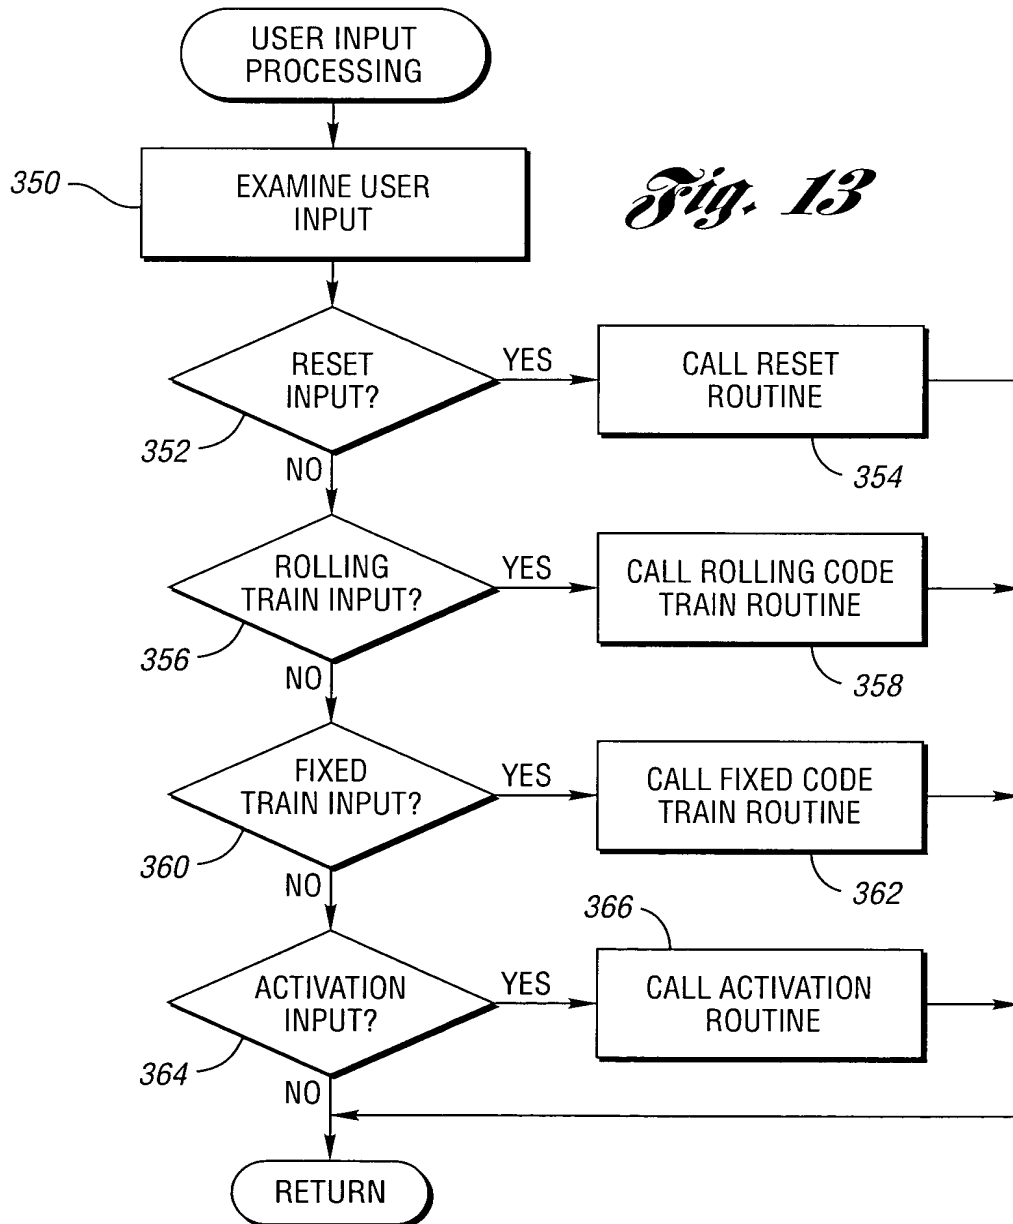 USER INPUT
PROCESSING
350
EXAMINE USER
INPUT
Fig. 13
RESET
INPUT?
352
YES
NO
CALL RESET
ROUTINE
354
ROLLING
TRAIN INPUT?
356
YES
NO
CALL ROLLING CODE
TRAIN ROUTINE
358
FIXED
TRAIN INPUT?
360
YES
NO
CALL FIXED CODE
TRAIN ROUTINE
362
ACTIVATION
INPUT?
364
YES
NO
366
CALL ACTIVATION
ROUTINE
RETURN